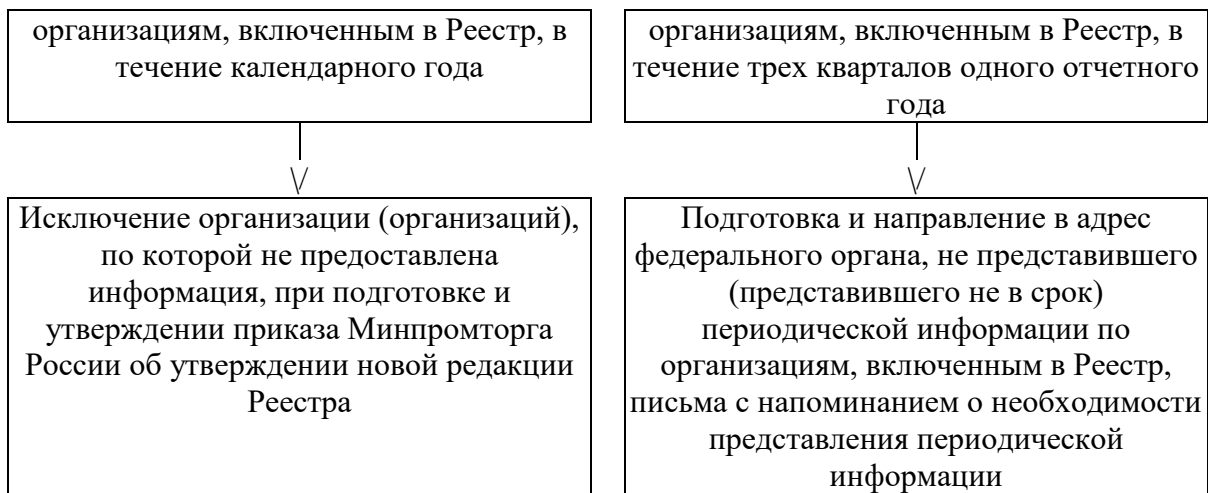 организациям, включенным в Реестр, в
течение календарного года
организациям, включенным в Реестр, в
течение трех кварталов одного отчетного
года
Исключение организации (организаций),
по которой не предоставлена
информация, при подготовке и
утверждении приказа Минпромторга
России об утверждении новой редакции
Реестра
Подготовка и направление в адрес
федерального органа, не представившего
(представившего не в срок)
периодической информации по
организациям, включенным в Реестр,
письма с напоминанием о необходимости
представления периодической
информации